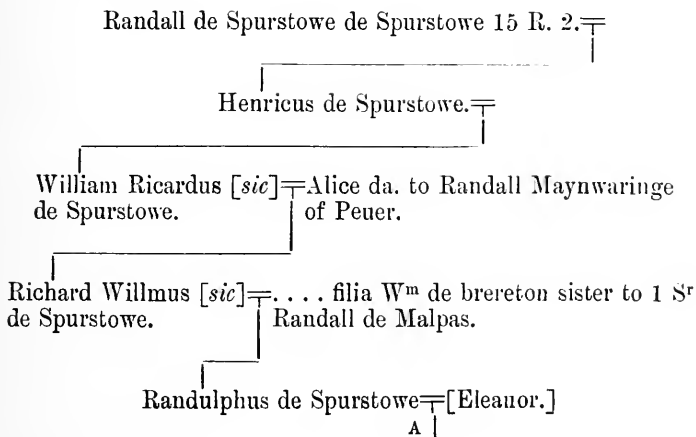 Randall de Spurstowe de Spurstowe 15 R. 2.
Henricus de Spurstowe.
William Ricardus [sic] Alice da. to Randall Maynwaringe
de Spurstowe. of Peuer.
Richard Willmus [sic] . . . . filia Wᵐ de brereton sister to 1 Sʳ
de Spurstowe. Randall de Malpas.
Randulphus de Spurstowe [Eleanor.]
A